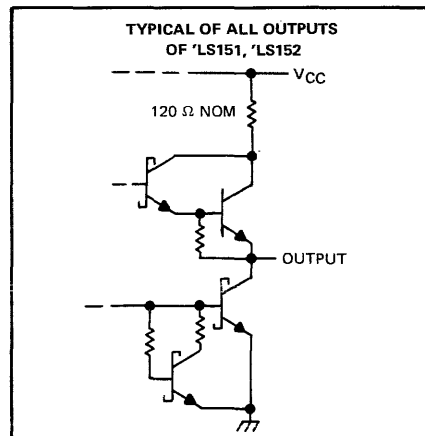 TYPICAL OF ALL OUTPUTS
OF 'LS151, 'LS152
VCC
120 Ω NOM
OUTPUT